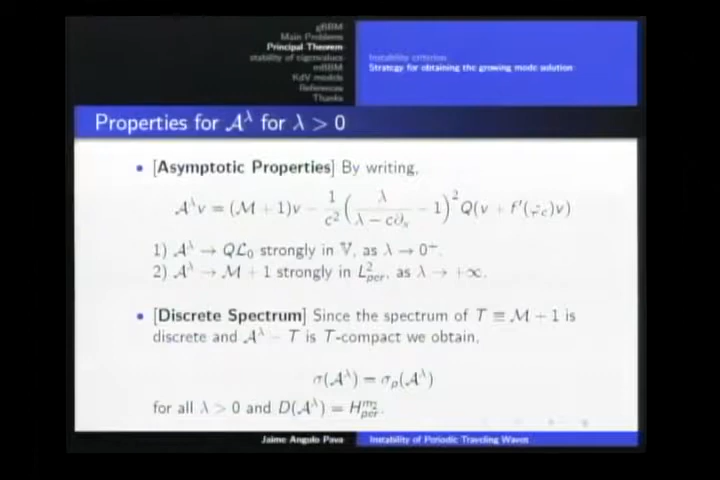 gBBM
Main Problems
Principal Theorem
stability of eigenvalues
mBBM
KdV models
References
Thanks
Instability criterion
Strategy for obtaining the growing mode solution
Properties for 𝒜^λ for λ > 0
• [Asymptotic Properties] By writing,
𝒜^λ v = (ℳ + 1)v − 1/c² (λ/(λ − c∂ₓ) − 1)² Q(v + f′(φ_c)v)
1) 𝒜^λ → Qℒ₀ strongly in 𝕍, as λ → 0⁺.
2) 𝒜^λ → ℳ + 1 strongly in L²_per, as λ → +∞.
• [Discrete Spectrum] Since the spectrum of T ≡ ℳ + 1 is
discrete and 𝒜^λ − T is T-compact we obtain,
σ(𝒜^λ) = σ_p(𝒜^λ)
for all λ > 0 and D(𝒜^λ) = H^{m₂}_per.
Jaime Angulo Pava
Instability of Periodic Traveling Waves